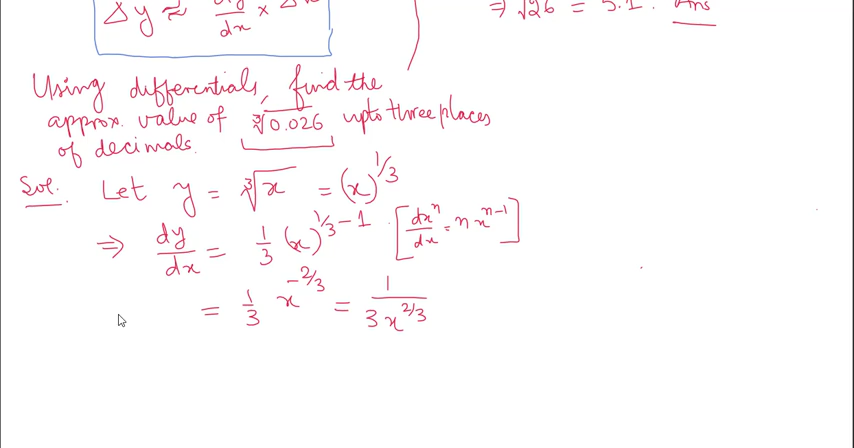 Δy ≈ dy/dx × Δx
⇒ √26 = 5.1. Ans
Using differentials, find the
approx. value of ∛0.026 upto three places
of decimals.
Sol. Let y = ∛x = (x)^1/3
⇒ dy/dx = 1/3 (x)^1/3 - 1 . [dx^n/dx = n x^n-1]
= 1/3 x^-2/3 = 1/3x^2/3